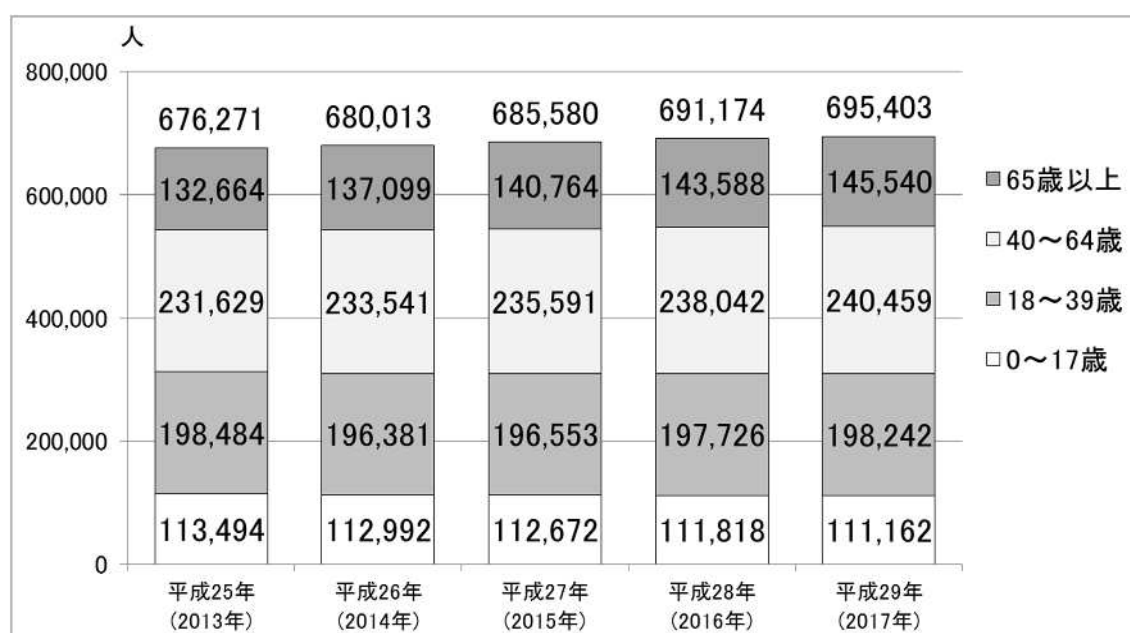 人
800,000
600,000
400,000
200,000
0
676,271 680,013 685,580 691,174 695,403
132,664 137,099 140,764 143,588 145,540
231,629 233,541 235,591 238,042 240,459
198,484 196,381 196,553 197,726 198,242
113,494 112,992 112,672 111,818 111,162
平成25年 平成26年 平成27年 平成28年 平成29年
(2013年) (2014年) (2015年) (2016年) (2017年)
65歳以上
40～64歳
18～39歳
0～17歳